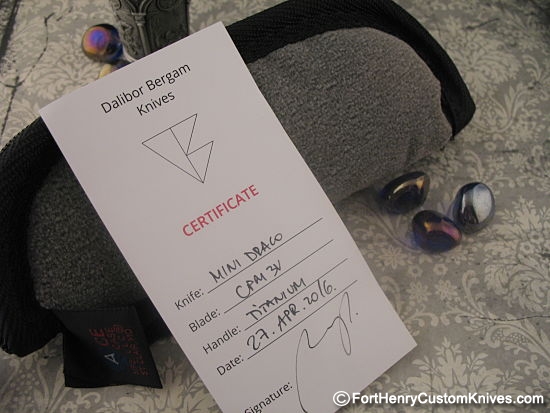 Dalibor Bergam
Knives
CERTIFICATE
Knife: MINI DRACO
Blade: CPM 3V
Handle: TITANIUM
Date: 27. APR. 2016.
Signature:
© FortHenryCustomKnives.com